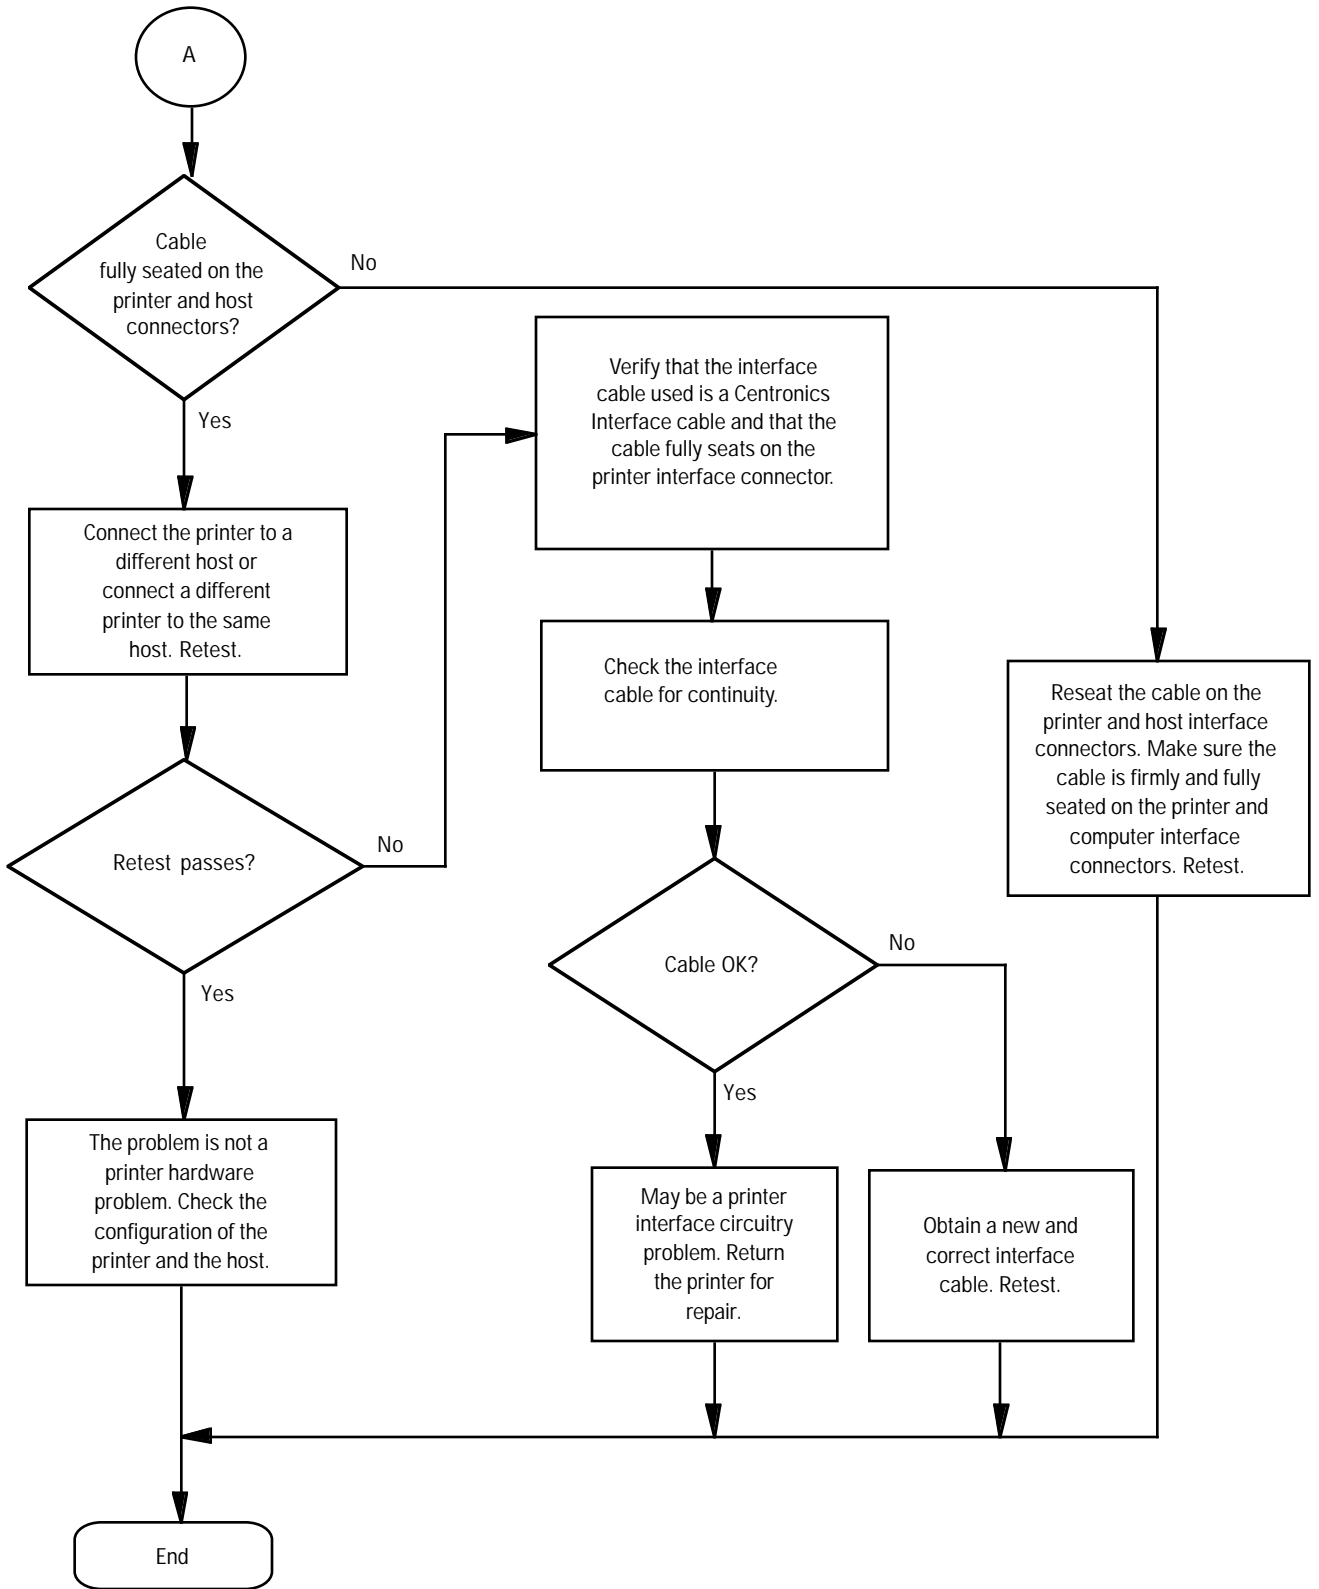 A
Cable
fully seated on the
printer and host
connectors?
No
Yes
Connect the printer to a
different host or
connect a different
printer to the same
host. Retest.
Retest passes?
No
Yes
The problem is not a
printer hardware
problem. Check the
configuration of the
printer and the host.
Verify that the interface
cable used is a Centronics
Interface cable and that the
cable fully seats on the
printer interface connector.
Check the interface
cable for continuity.
Cable OK?
No
Yes
May be a printer
interface circuitry
problem. Return
the printer for
repair.
Obtain a new and
correct interface
cable. Retest.
Reseat the cable on the
printer and host interface
connectors. Make sure the
cable is firmly and fully
seated on the printer and
computer interface
connectors. Retest.
End